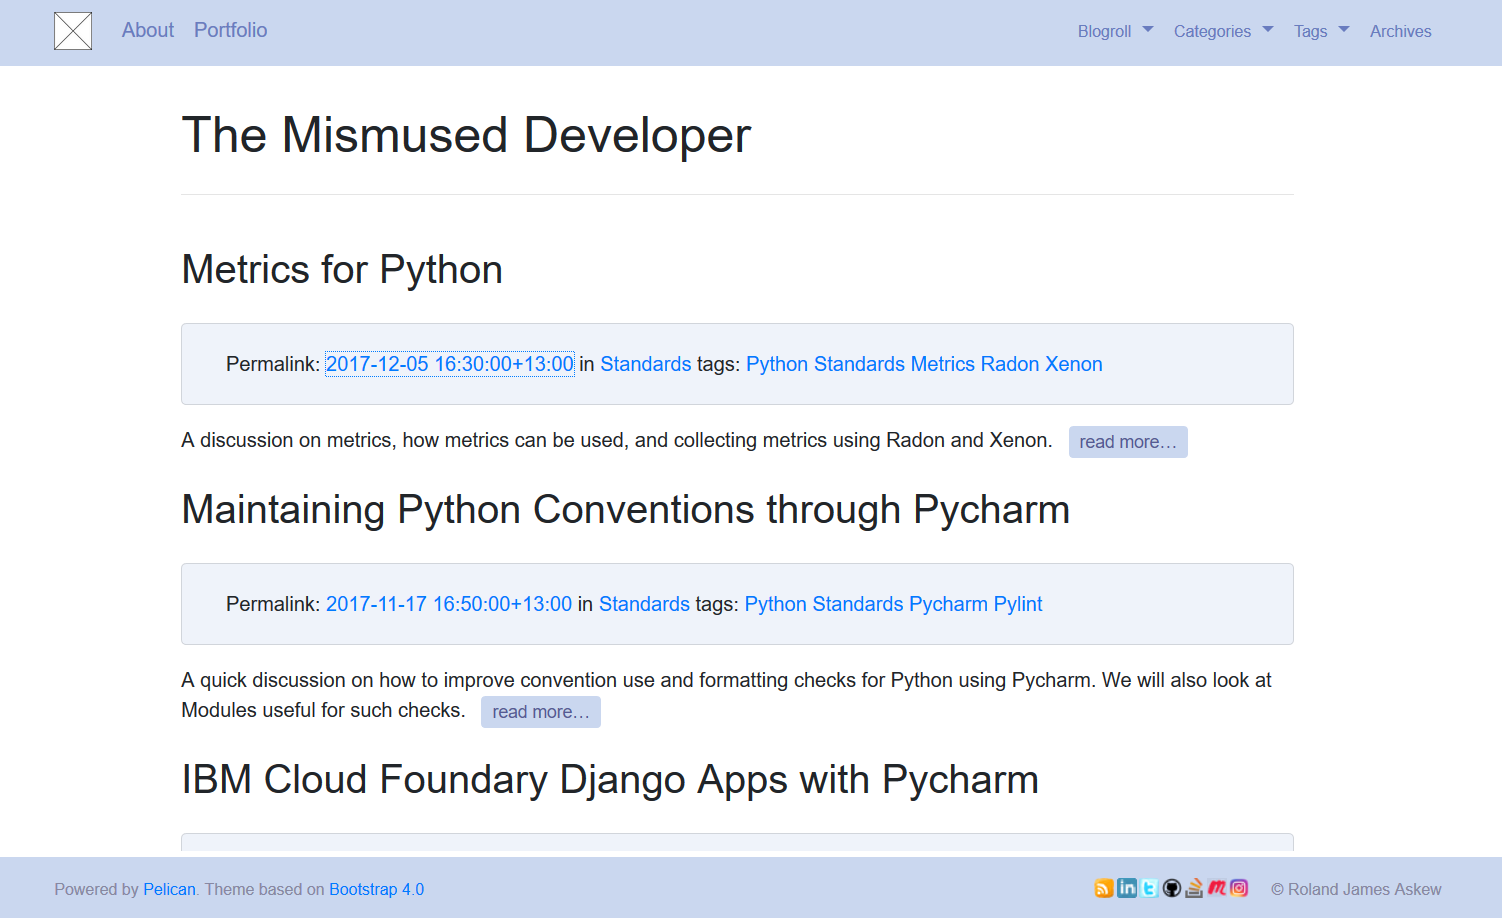 About Portfolio Blogroll Categories Tags Archives
The Mismused Developer
Metrics for Python
Permalink: 2017-12-05 16:30:00+13:00 in Standards tags: Python Standards Metrics Radon Xenon
A discussion on metrics, how metrics can be used, and collecting metrics using Radon and Xenon. read more…
Maintaining Python Conventions through Pycharm
Permalink: 2017-11-17 16:50:00+13:00 in Standards tags: Python Standards Pycharm Pylint
A quick discussion on how to improve convention use and formatting checks for Python using Pycharm. We will also look at
Modules useful for such checks. read more…
IBM Cloud Foundary Django Apps with Pycharm
Powered by Pelican. Theme based on Bootstrap 4.0 © Roland James Askew